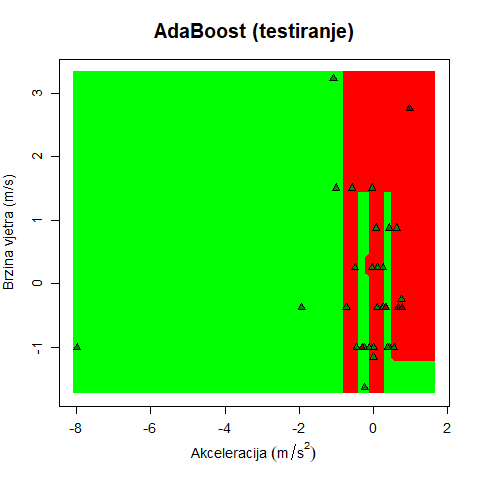 AdaBoost (testiranje)
Brzina vjetra (m/s)
3
2
1
0
-1
-8 -6 -4 -2 0 2
Akceleracija (m/s²)